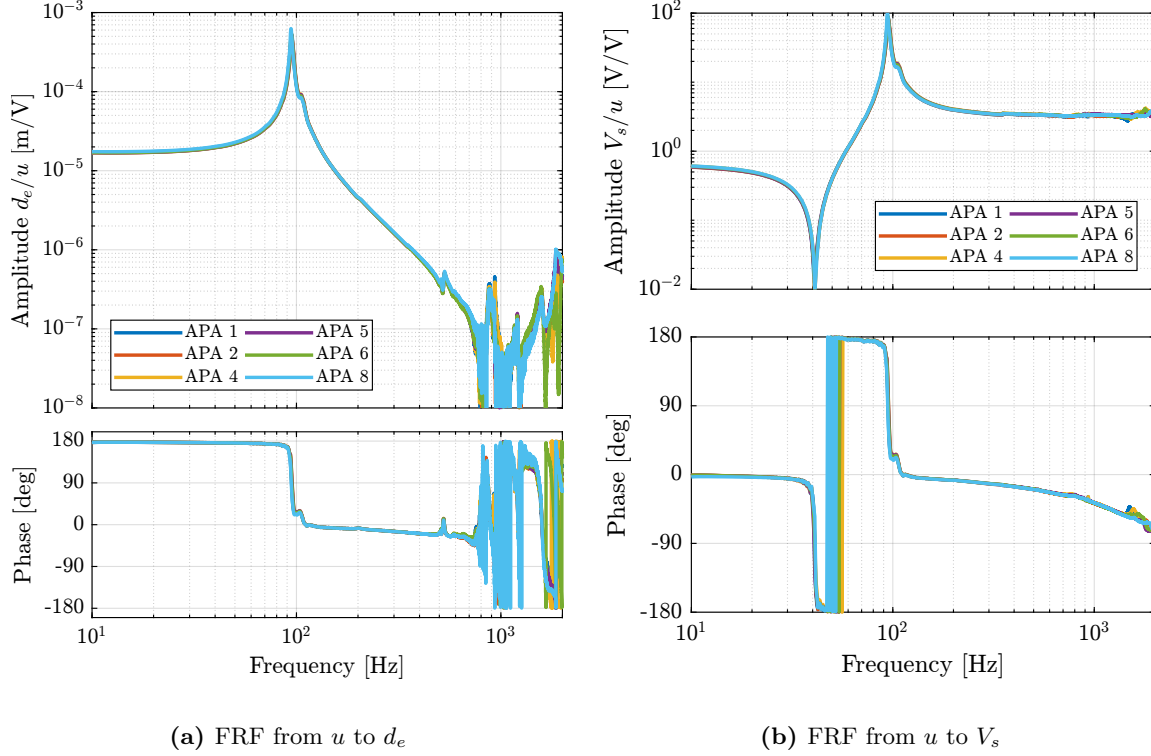 Amplitude d_e/u [m/V]
10^-3
10^-4
10^-5
10^-6
10^-7
10^-8
APA 1
APA 2
APA 4
APA 5
APA 6
APA 8
Phase [deg]
180
90
0
-90
-180
10^1
10^2
10^3
Frequency [Hz]
(a) FRF from u to d_e
Amplitude V_s/u [V/V]
10^2
10^0
10^-2
APA 1
APA 2
APA 4
APA 5
APA 6
APA 8
Phase [deg]
180
90
0
-90
-180
10^1
10^2
10^3
Frequency [Hz]
(b) FRF from u to V_s